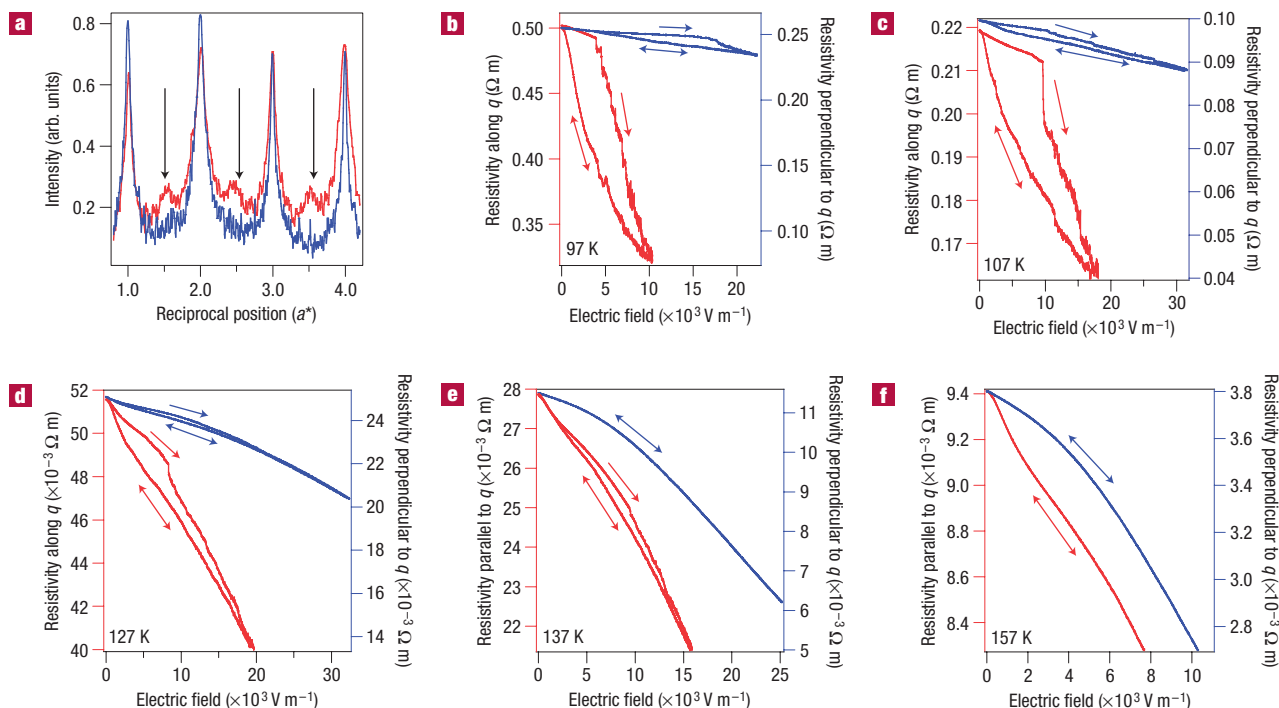 a
0.8
0.6
0.4
0.2
Intensity (arb. units)
1.0 2.0 3.0 4.0
Reciprocal position (a*)
b
0.50
0.45
0.40
0.35
Resistivity along q (Ω m)
0.25
0.20
0.15
0.10
Resistivity perpendicular to q (Ω m)
97 K
0 5 10 15 20
Electric field (×10³ V m⁻¹)
c
0.22
0.21
0.20
0.19
0.18
0.17
Resistivity along q (Ω m)
0.10
0.09
0.08
0.07
0.06
0.05
0.04
Resistivity perpendicular to q (Ω m)
107 K
0 10 20 30
Electric field (×10³ V m⁻¹)
d
52
50
48
46
44
42
40
Resistivity along q (×10⁻³ Ω m)
24
22
20
18
16
14
Resistivity perpendicular to q (×10⁻³ Ω m)
127 K
0 10 20 30
Electric field (×10³ V m⁻¹)
e
28
27
26
25
24
23
22
Resistivity parallel to q (×10⁻³ Ω m)
11
10
9
8
7
6
5
Resistivity perpendicular to q (×10⁻³ Ω m)
137 K
0 5 10 15 20 25
Electric field (×10³ V m⁻¹)
f
9.4
9.2
9.0
8.8
8.6
8.4
Resistivity parallel to q (×10⁻³ Ω m)
3.8
3.6
3.4
3.2
3.0
2.8
Resistivity perpendicular to q (×10⁻³ Ω m)
157 K
0 2 4 6 8 10
Electric field (×10³ V m⁻¹)